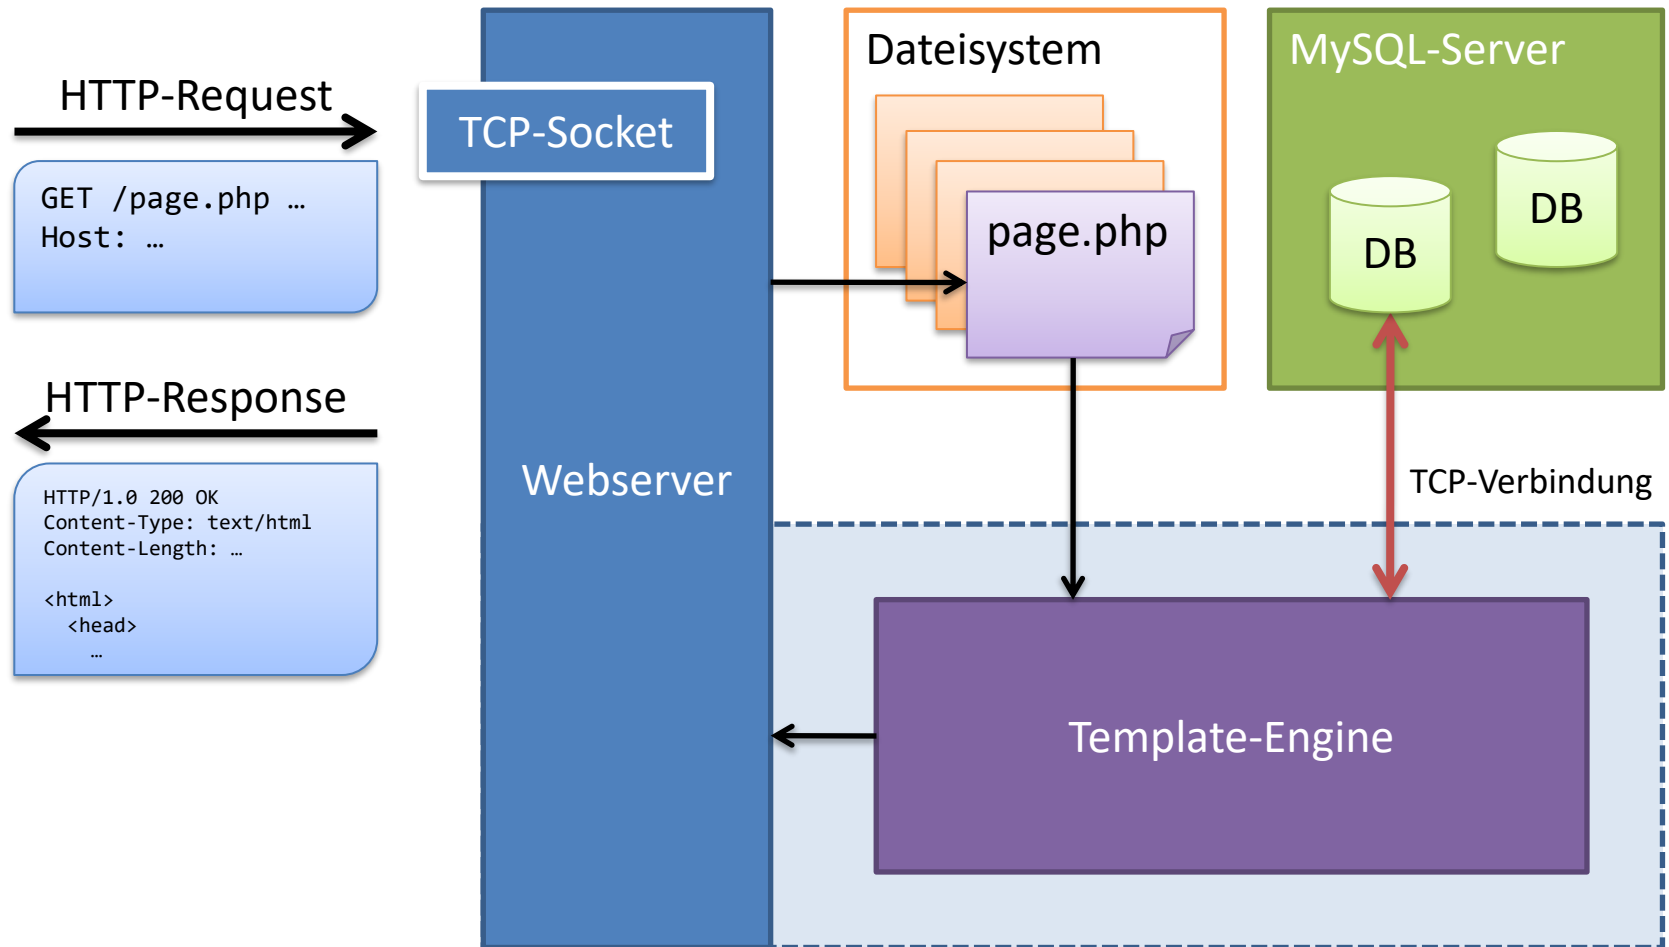 HTTP-Request
GET /page.php …
Host: …
HTTP-Response
HTTP/1.0 200 OK
Content-Type: text/html
Content-Length: …
<html>
<head>
…
TCP-Socket
Webserver
Dateisystem
page.php
MySQL-Server
DB
DB
TCP-Verbindung
Template-Engine